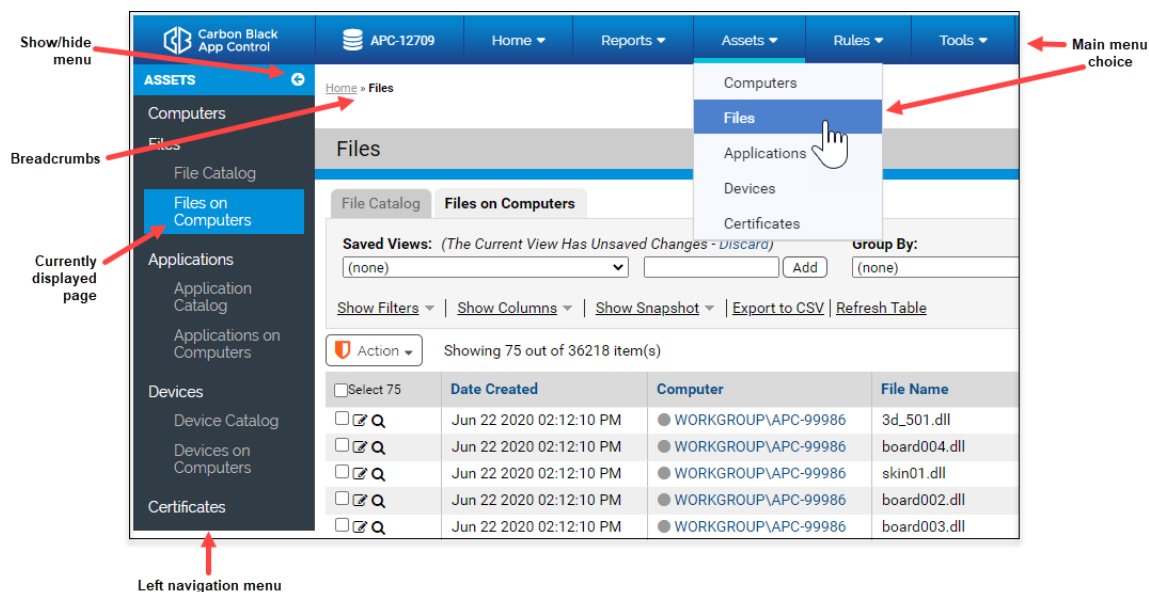 Show/hide
menu
Breadcrumbs
Currently
displayed
page
Left navigation menu
Main menu
choice
Carbon Black
App Control
APC-12709
Home
Reports
Assets
Rules
Tools
ASSETS
Computers
Files
File Catalog
Files on
Computers
Applications
Application
Catalog
Applications on
Computers
Devices
Device Catalog
Devices on
Computers
Certificates
Home » Files
Computers
Files
Applications
Devices
Certificates
Files
File Catalog
Files on Computers
Saved Views: (The Current View Has Unsaved Changes - Discard)
Group By:
(none)
Add
(none)
Show Filters | Show Columns | Show Snapshot | Export to CSV | Refresh Table
Action
Showing 75 out of 36218 item(s)
Select 75 Date Created Computer File Name
Jun 22 2020 02:12:10 PM WORKGROUP\APC-99986 3d_501.dll
Jun 22 2020 02:12:10 PM WORKGROUP\APC-99986 board004.dll
Jun 22 2020 02:12:10 PM WORKGROUP\APC-99986 skin01.dll
Jun 22 2020 02:12:10 PM WORKGROUP\APC-99986 board002.dll
Jun 22 2020 02:12:10 PM WORKGROUP\APC-99986 board003.dll